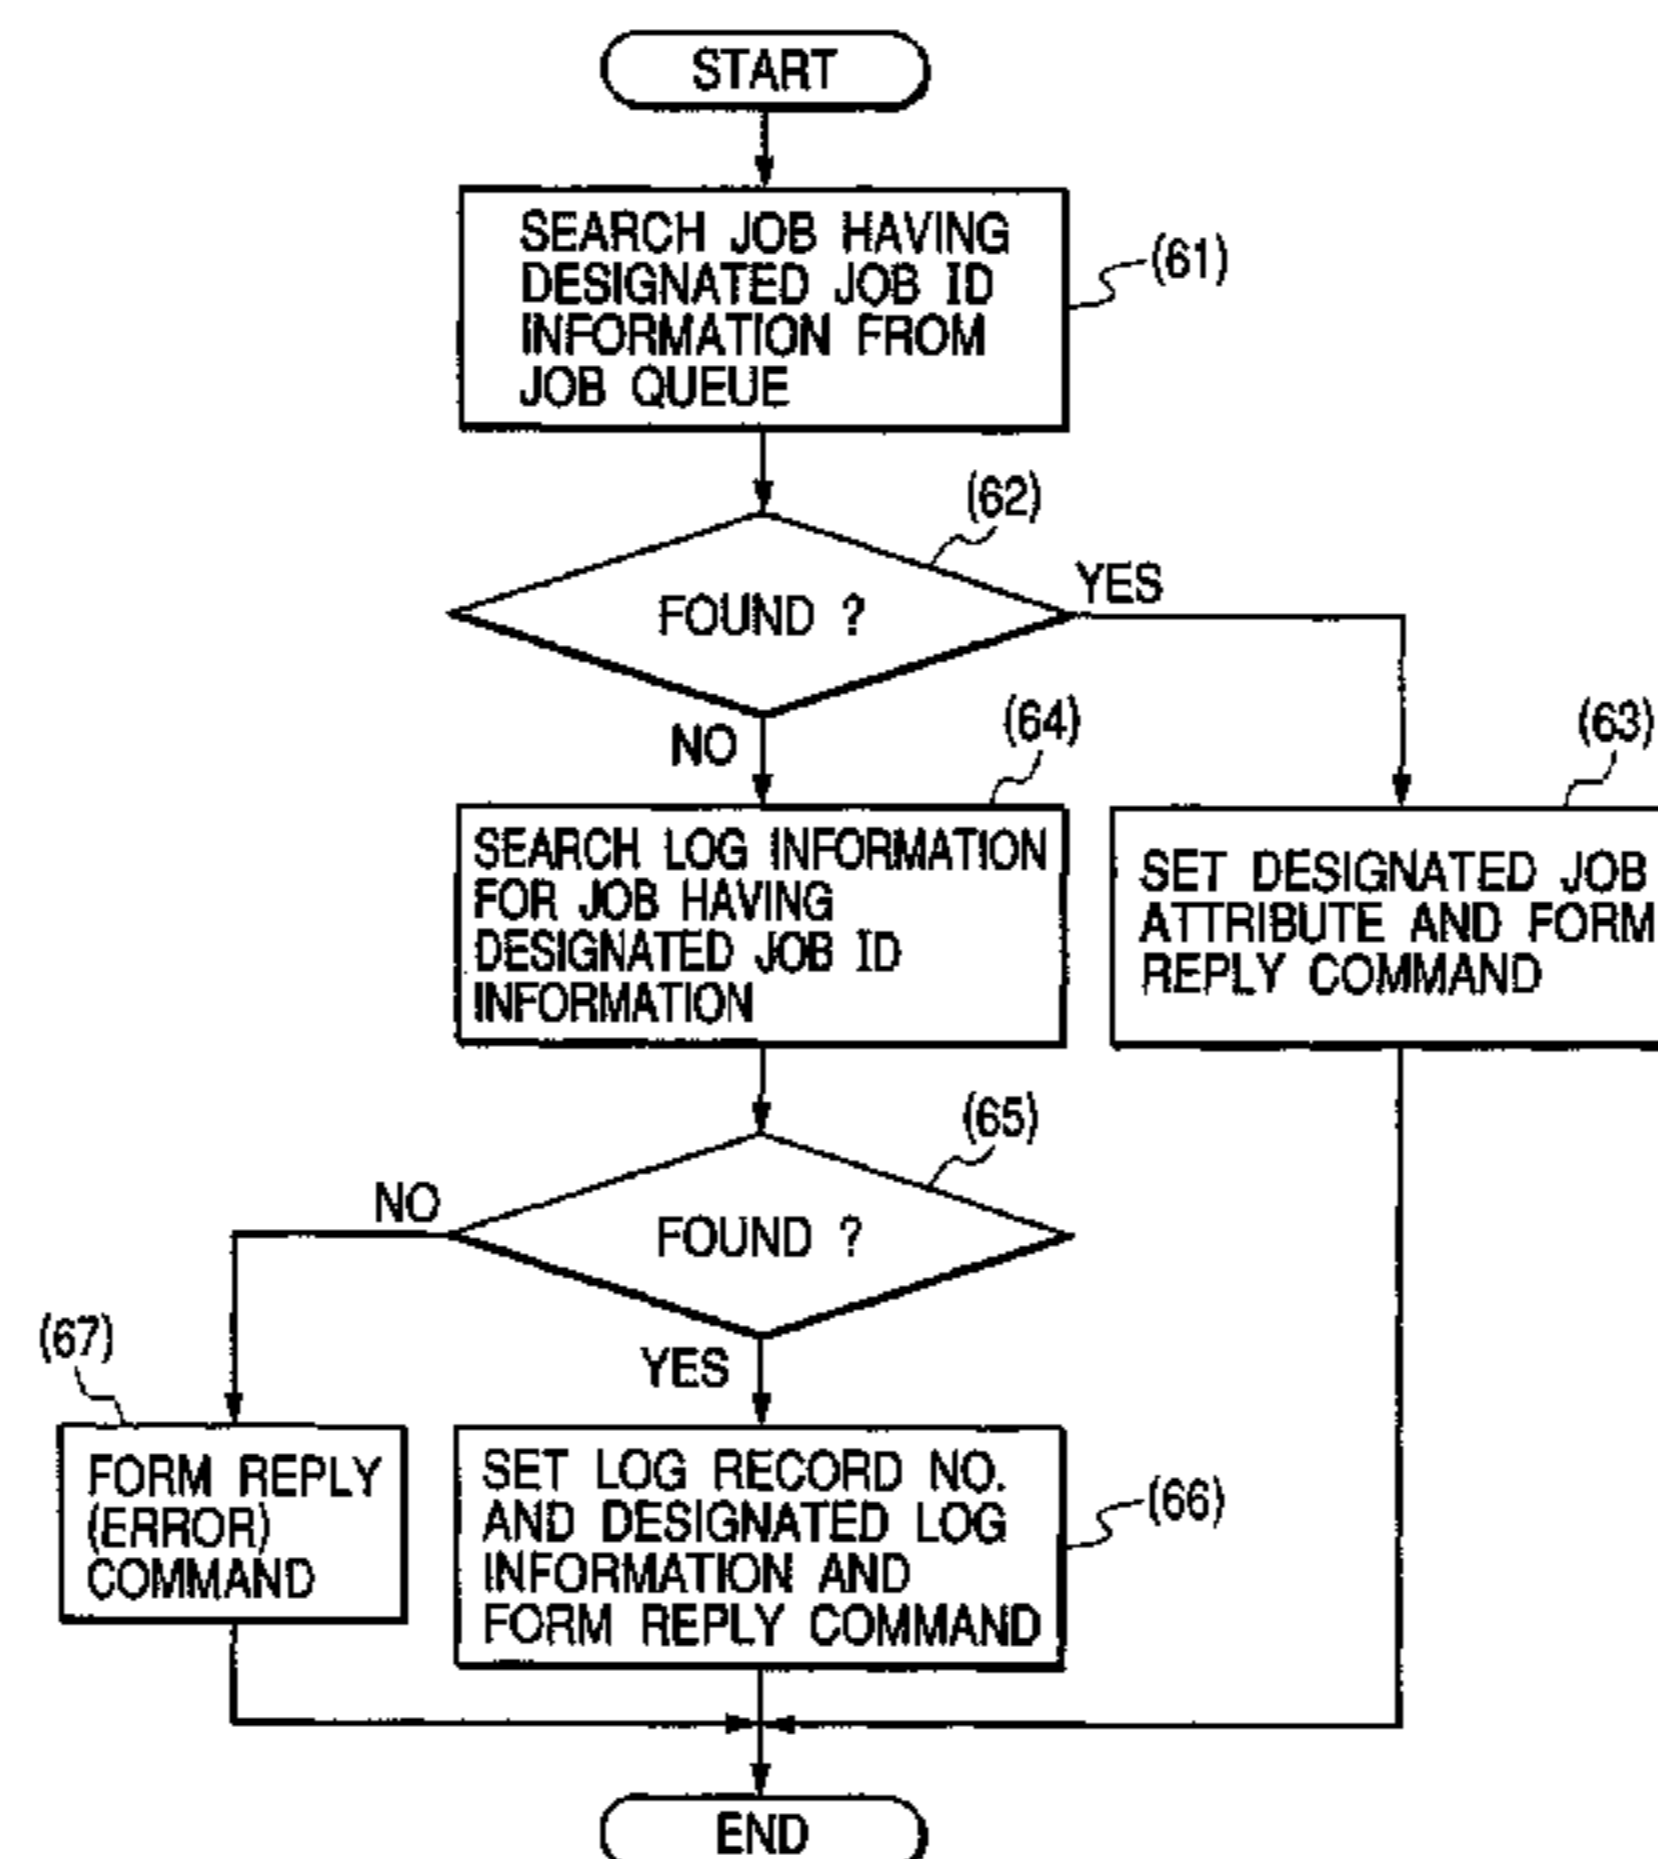 START
SEARCH JOB HAVING
DESIGNATED JOB ID
INFORMATION FROM
JOB QUEUE
(61)
(62)
FOUND ?
YES
NO
(64)
SEARCH LOG INFORMATION
FOR JOB HAVING
DESIGNATED JOB ID
INFORMATION
(63)
SET DESIGNATED JOB
ATTRIBUTE AND FORM
REPLY COMMAND
(65)
FOUND ?
NO
YES
(67)
FORM REPLY
(ERROR)
COMMAND
SET LOG RECORD NO.
AND DESIGNATED LOG
INFORMATION AND
FORM REPLY COMMAND
(66)
END